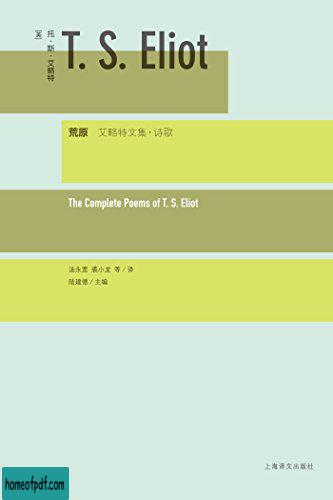 [英]
托·斯·艾略特
T. S. Eliot
荒原 艾略特文集·诗歌
The Complete Poems of T. S. Eliot
汤永宽 裘小龙 等／译
陆建德／主编
上海译文出版社
homeofpdf.com